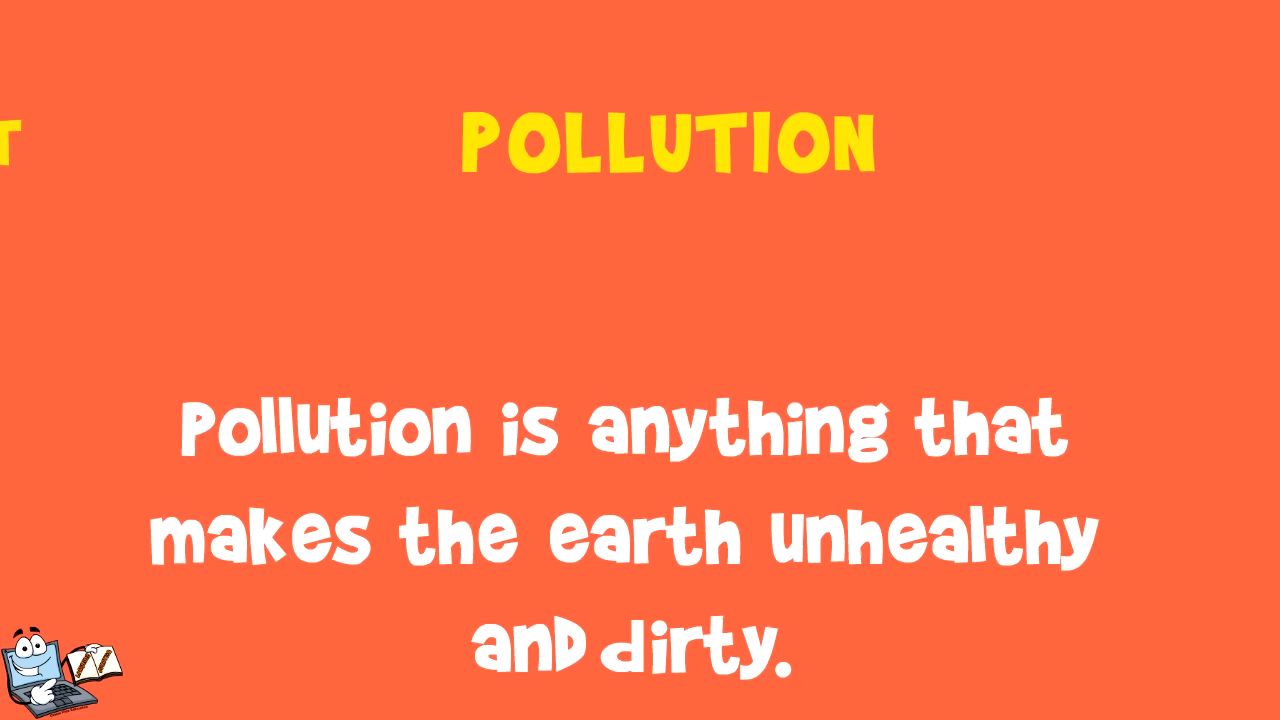 T
POLLUTION
Pollution is anything that
makes the earth unhealthy
and dirty.